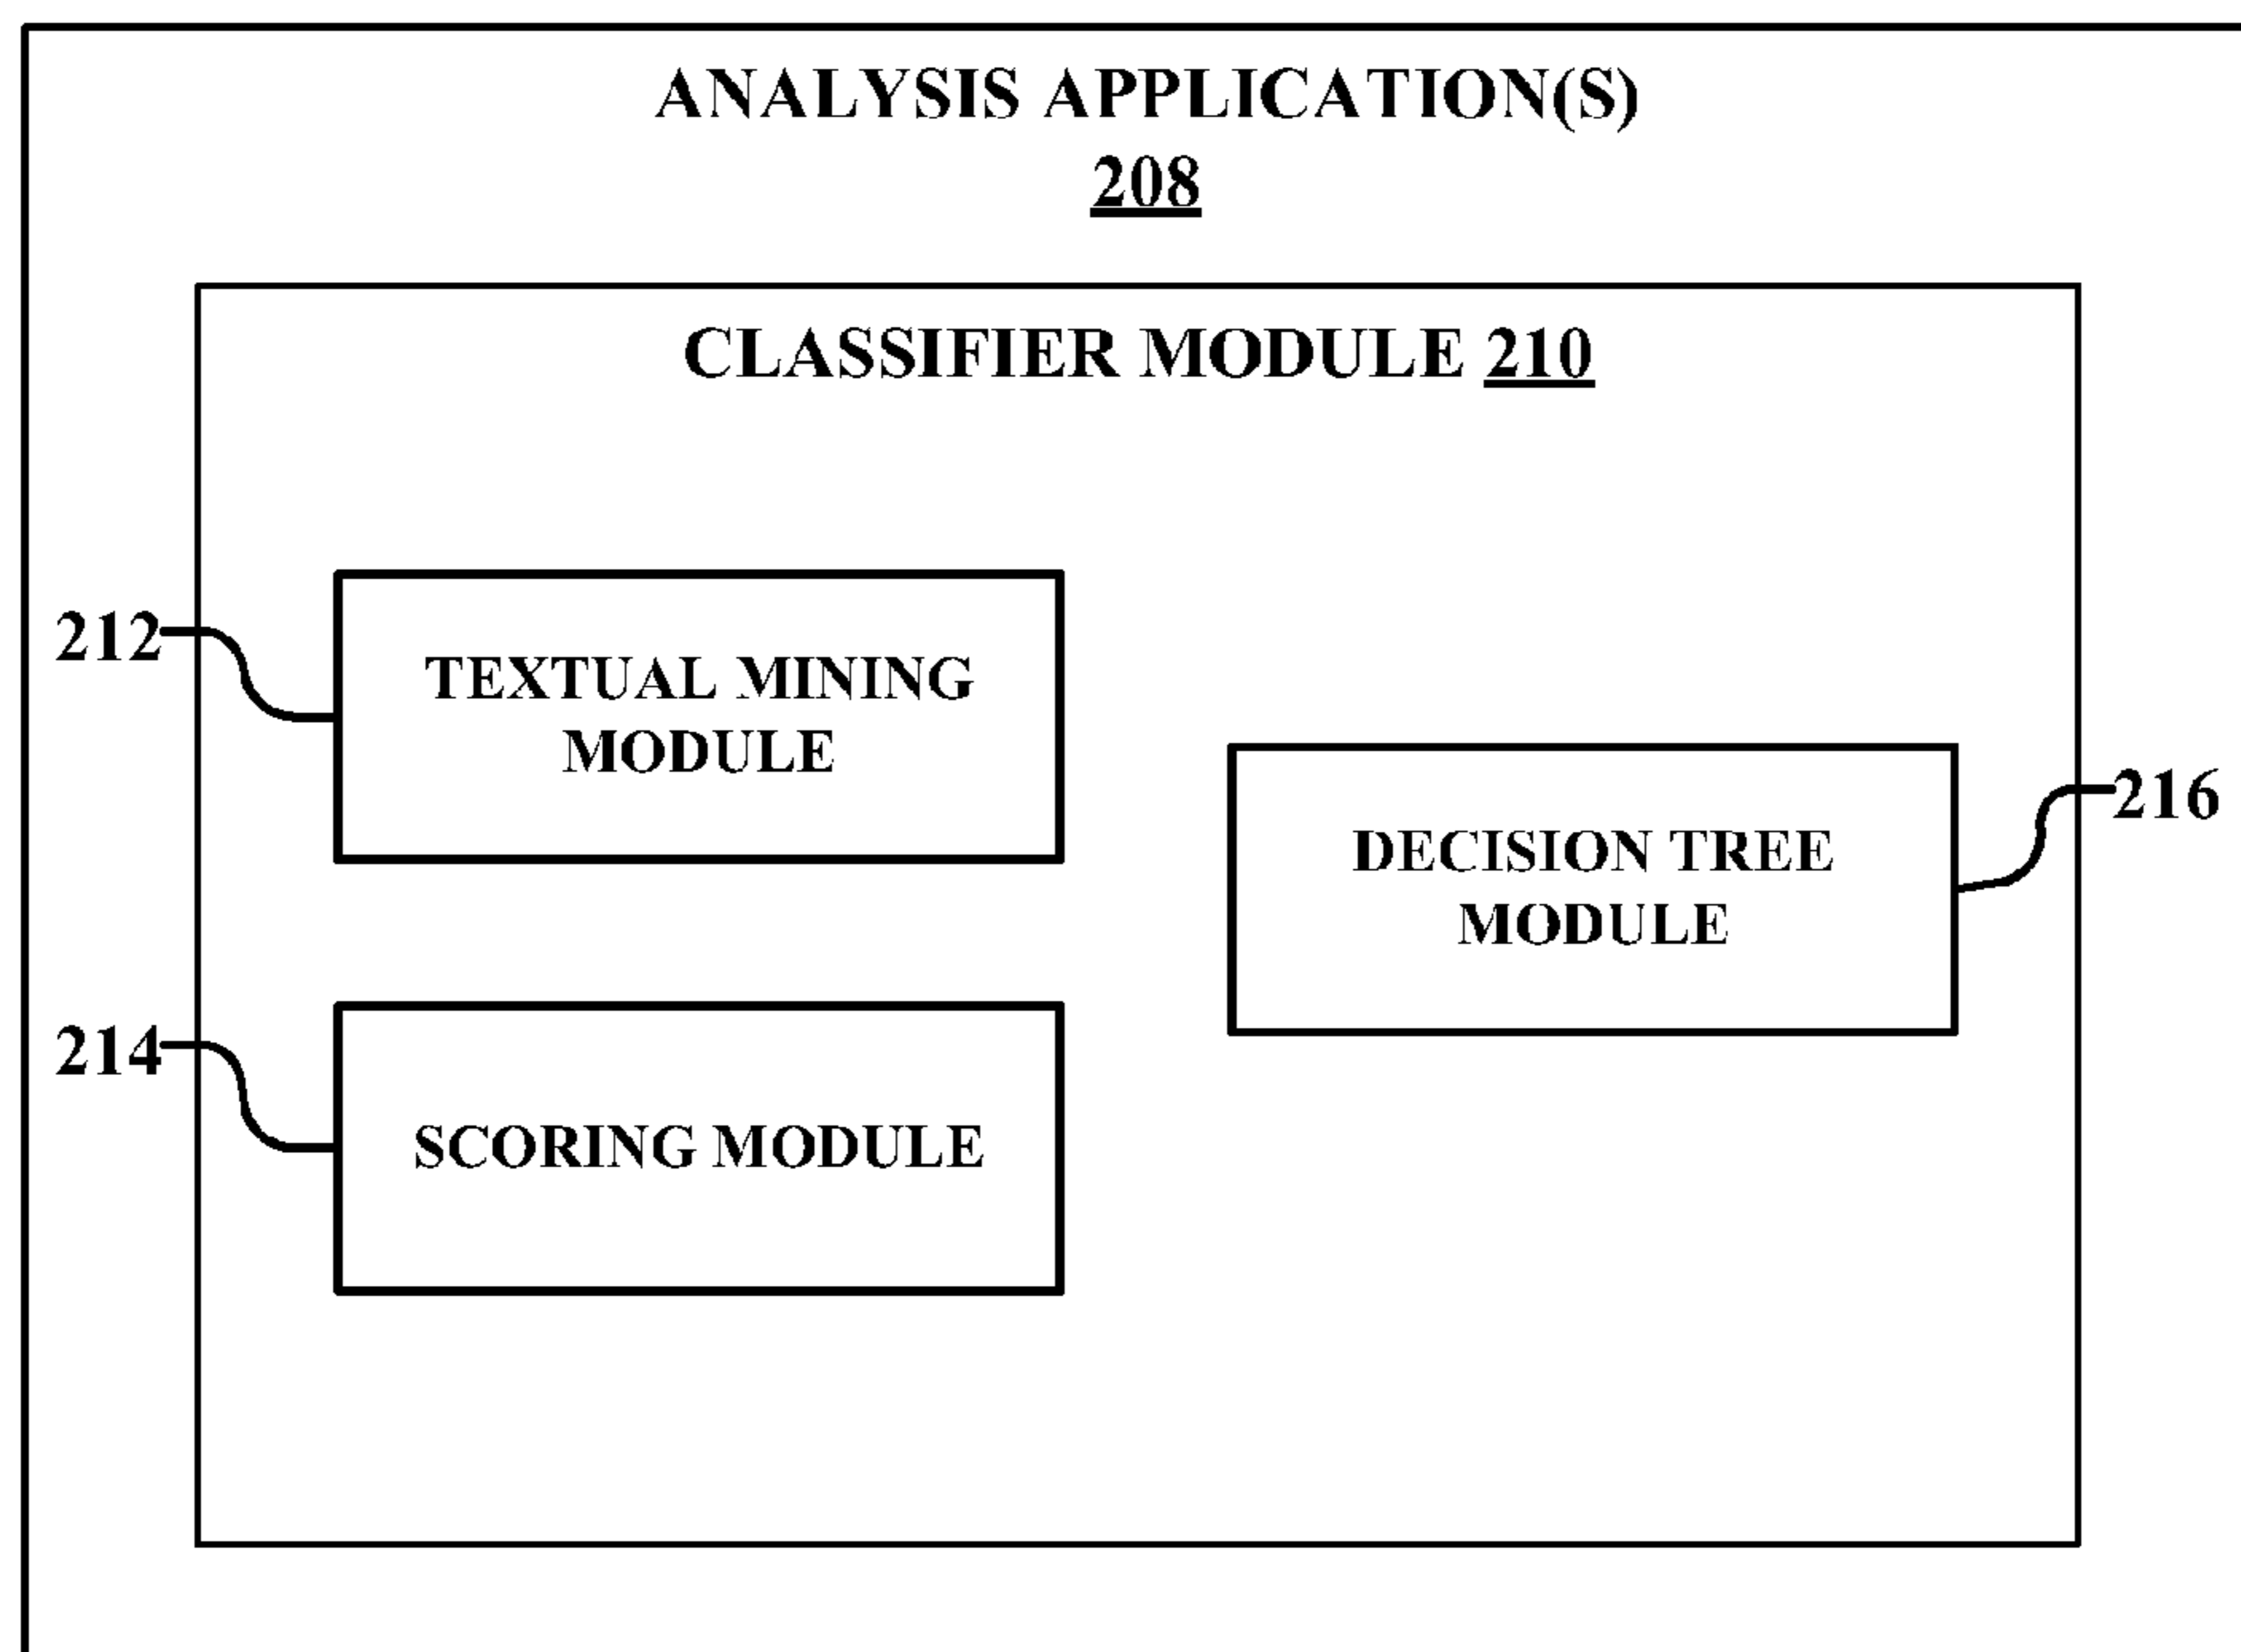 ANALYSIS APPLICATION(S)
208
CLASSIFIER MODULE 210
212
TEXTUAL MINING
MODULE
216
DECISION TREE
MODULE
214
SCORING MODULE